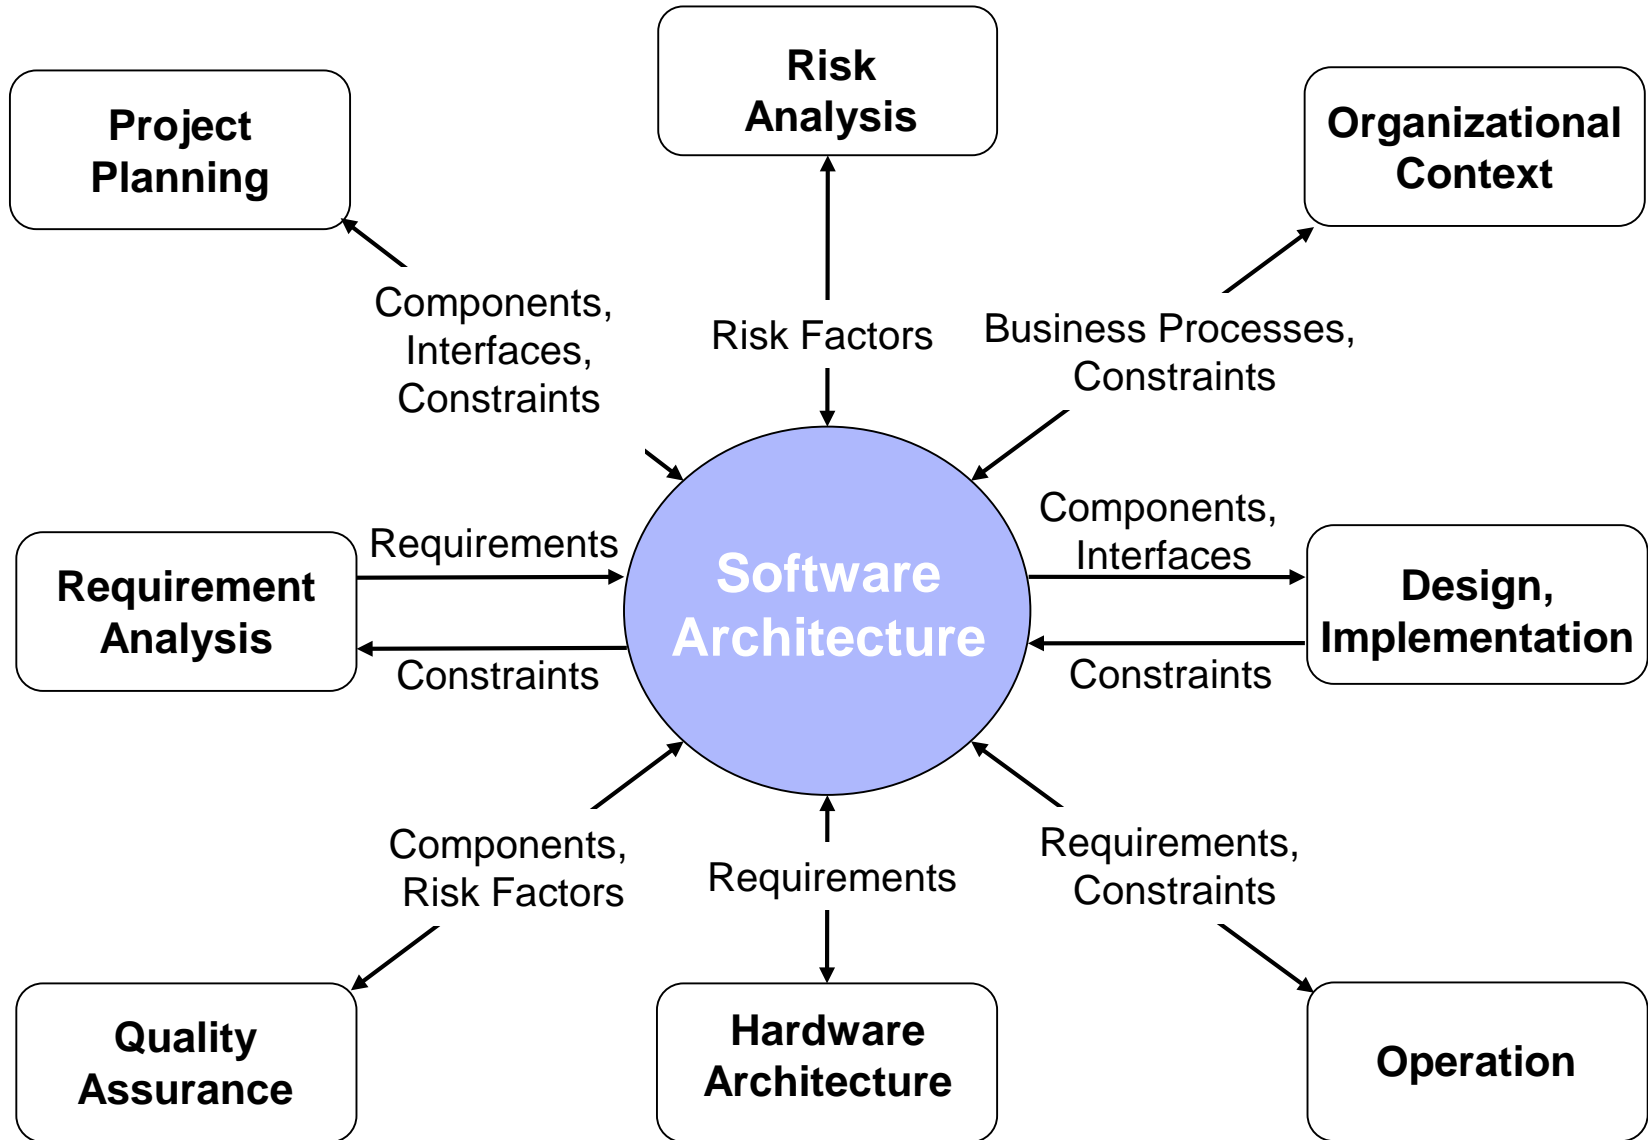 Risk
Analysis
Project
Planning
Organizational
Context
Components,
Interfaces,
Constraints
Risk Factors
Business Processes,
Constraints
Requirements
Components,
Interfaces
Requirement
Analysis
Software
Architecture
Design,
Implementation
Constraints
Constraints
Components,
Risk Factors
Requirements
Requirements,
Constraints
Quality
Assurance
Hardware
Architecture
Operation